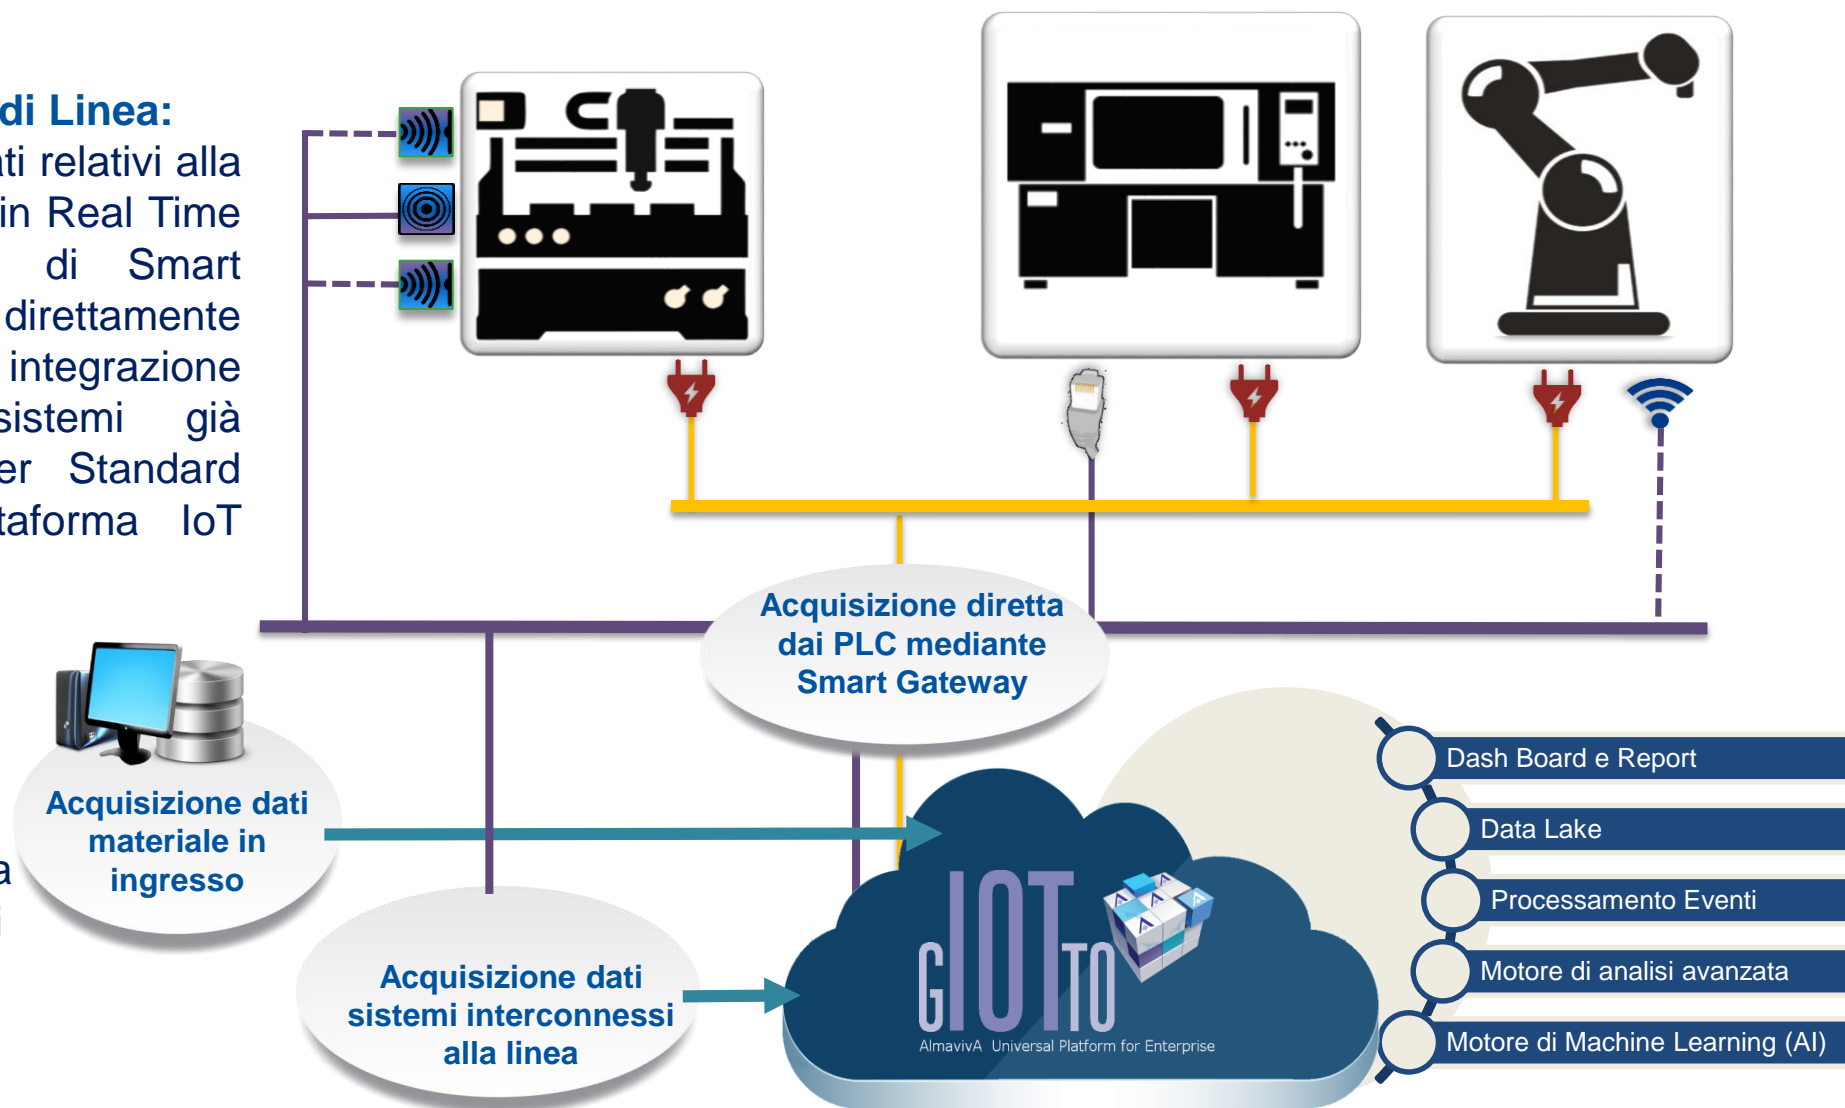 di Linea:
ati relativi alla
in Real Time
di Smart
direttamente
integrazione
sistemi già
er Standard
taforma IoT
Acquisizione diretta
dai PLC mediante
Smart Gateway
Acquisizione dati
materiale in
ingresso
a
i
Acquisizione dati
sistemi interconnessi
alla linea
gIOTTO
AlmavivA Universal Platform for Enterprise
Dash Board e Report
Data Lake
Processamento Eventi
Motore di analisi avanzata
Motore di Machine Learning (AI)